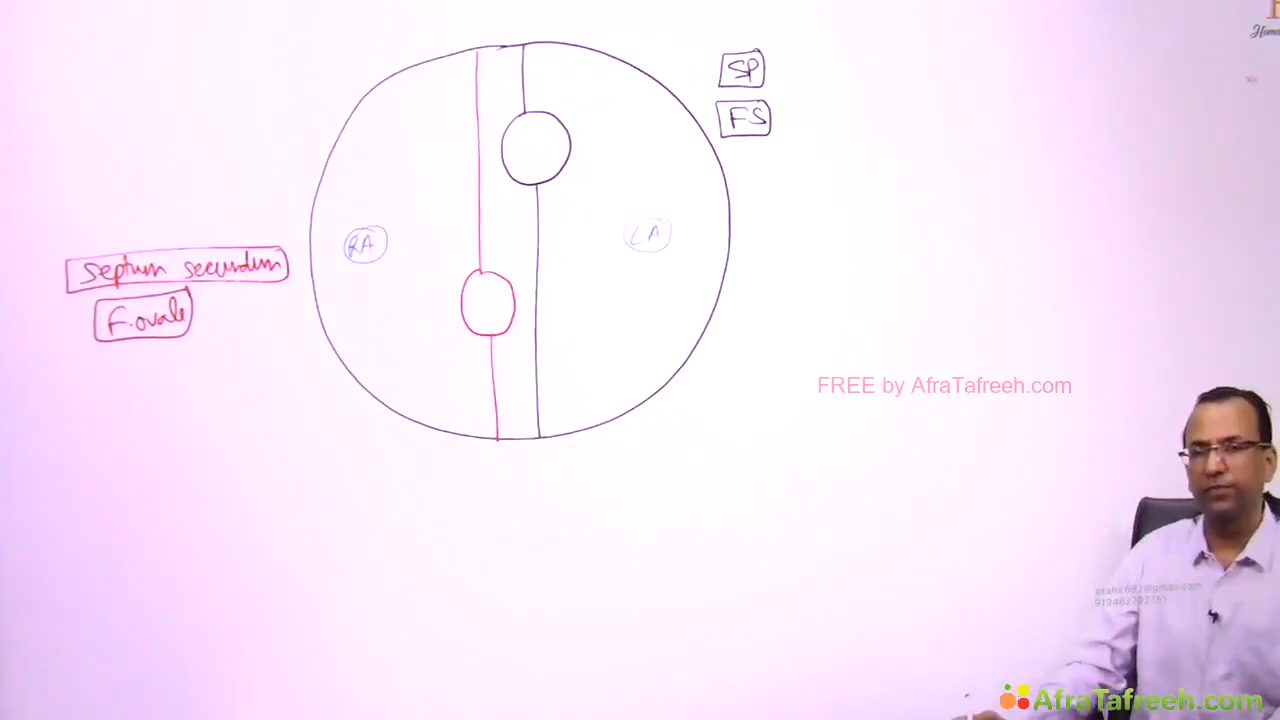 SP
FS
RA
LA
septum secundum
F.ovale
FREE by AfraTafreeh.com
AfraTafreeh.com